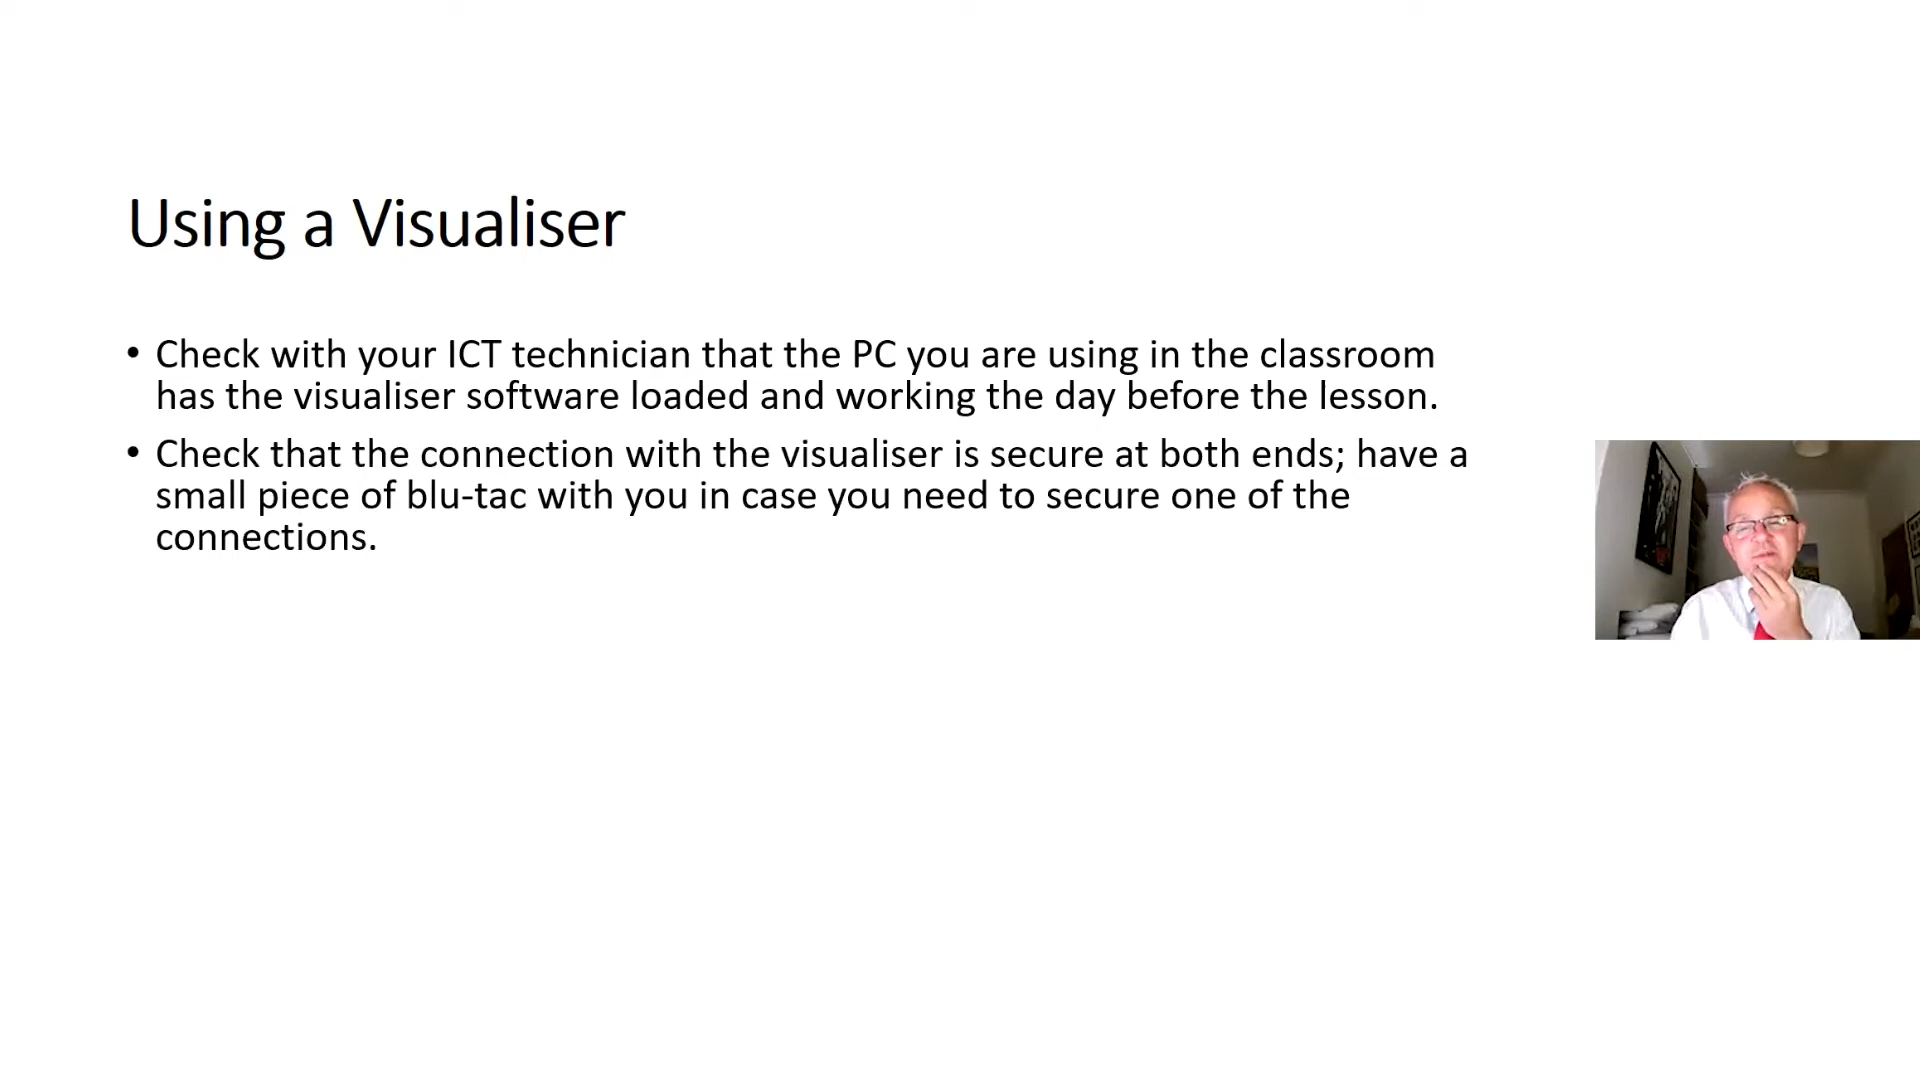 Using a Visualiser
• Check with your ICT technician that the PC you are using in the classroom
has the visualiser software loaded and working the day before the lesson.
• Check that the connection with the visualiser is secure at both ends; have a
small piece of blu-tac with you in case you need to secure one of the
connections.